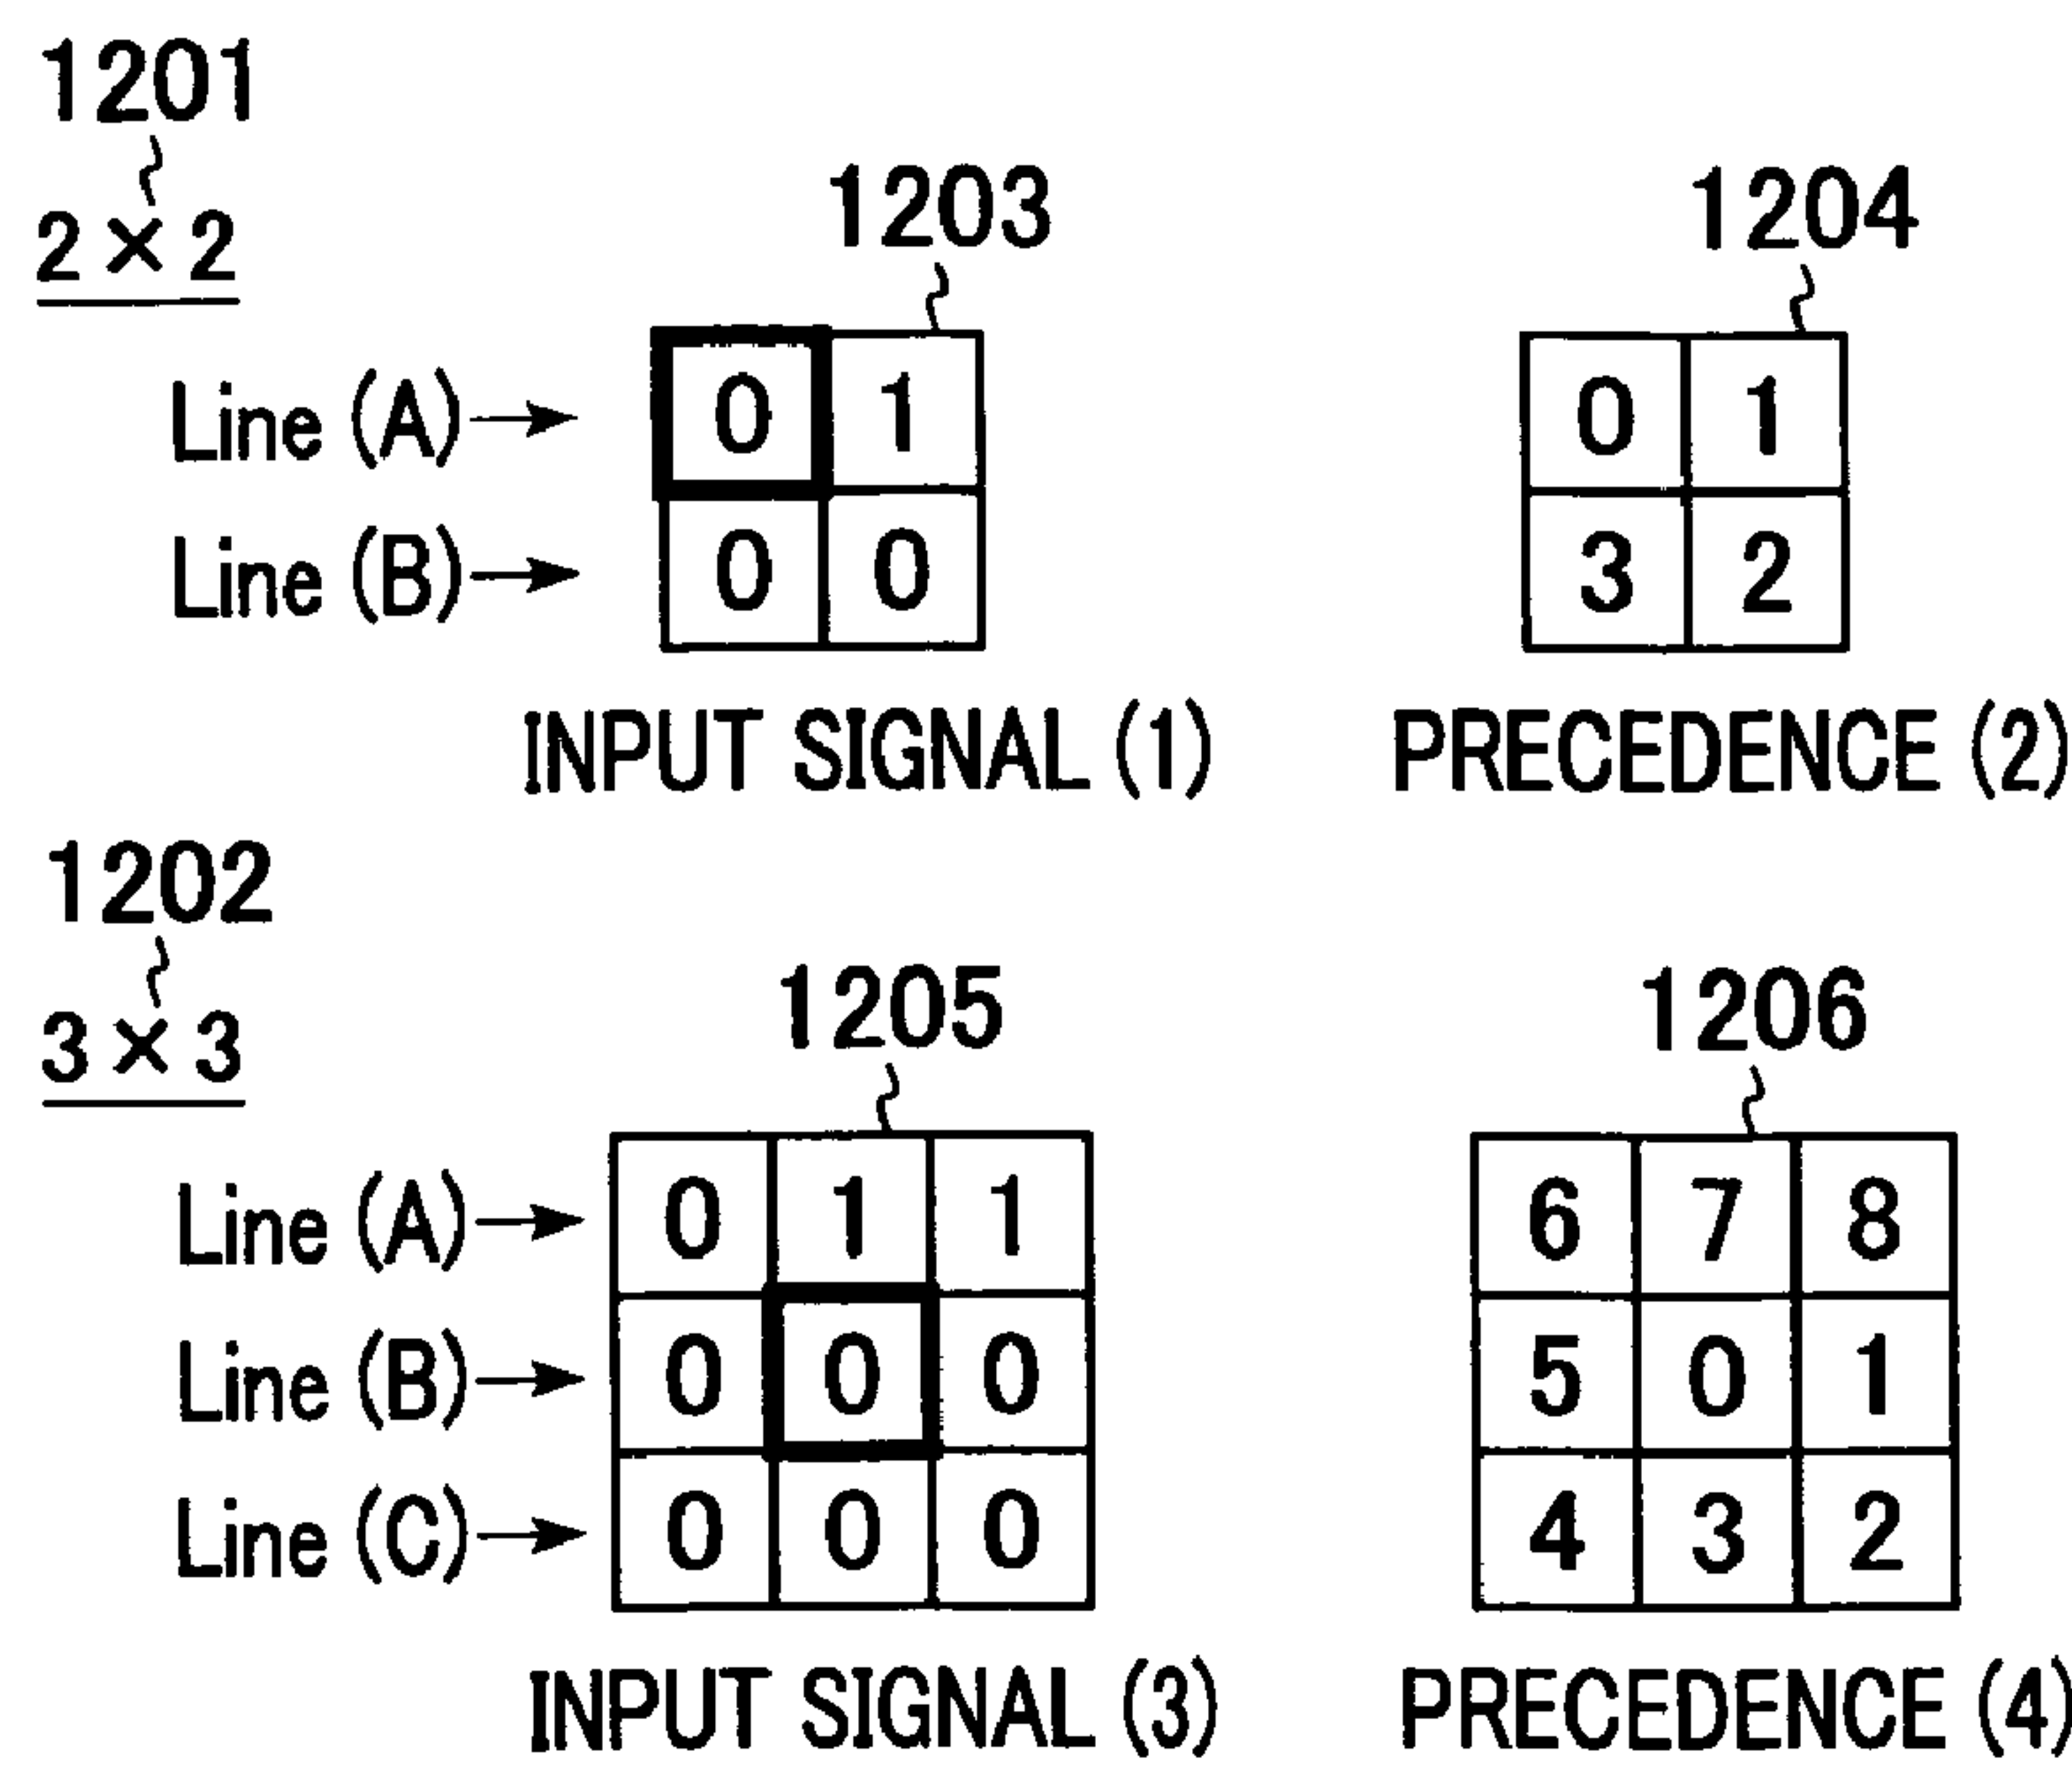 1201
2 × 2
1203
1204
Line (A)
0 1
0 1
Line (B)
0 0
3 2
INPUT SIGNAL (1)
PRECEDENCE (2)
1202
3 × 3
1205
1206
Line (A)
0 1 1
6 7 8
Line (B)
0 0 0
5 0 1
Line (C)
0 0 0
4 3 2
INPUT SIGNAL (3)
PRECEDENCE (4)